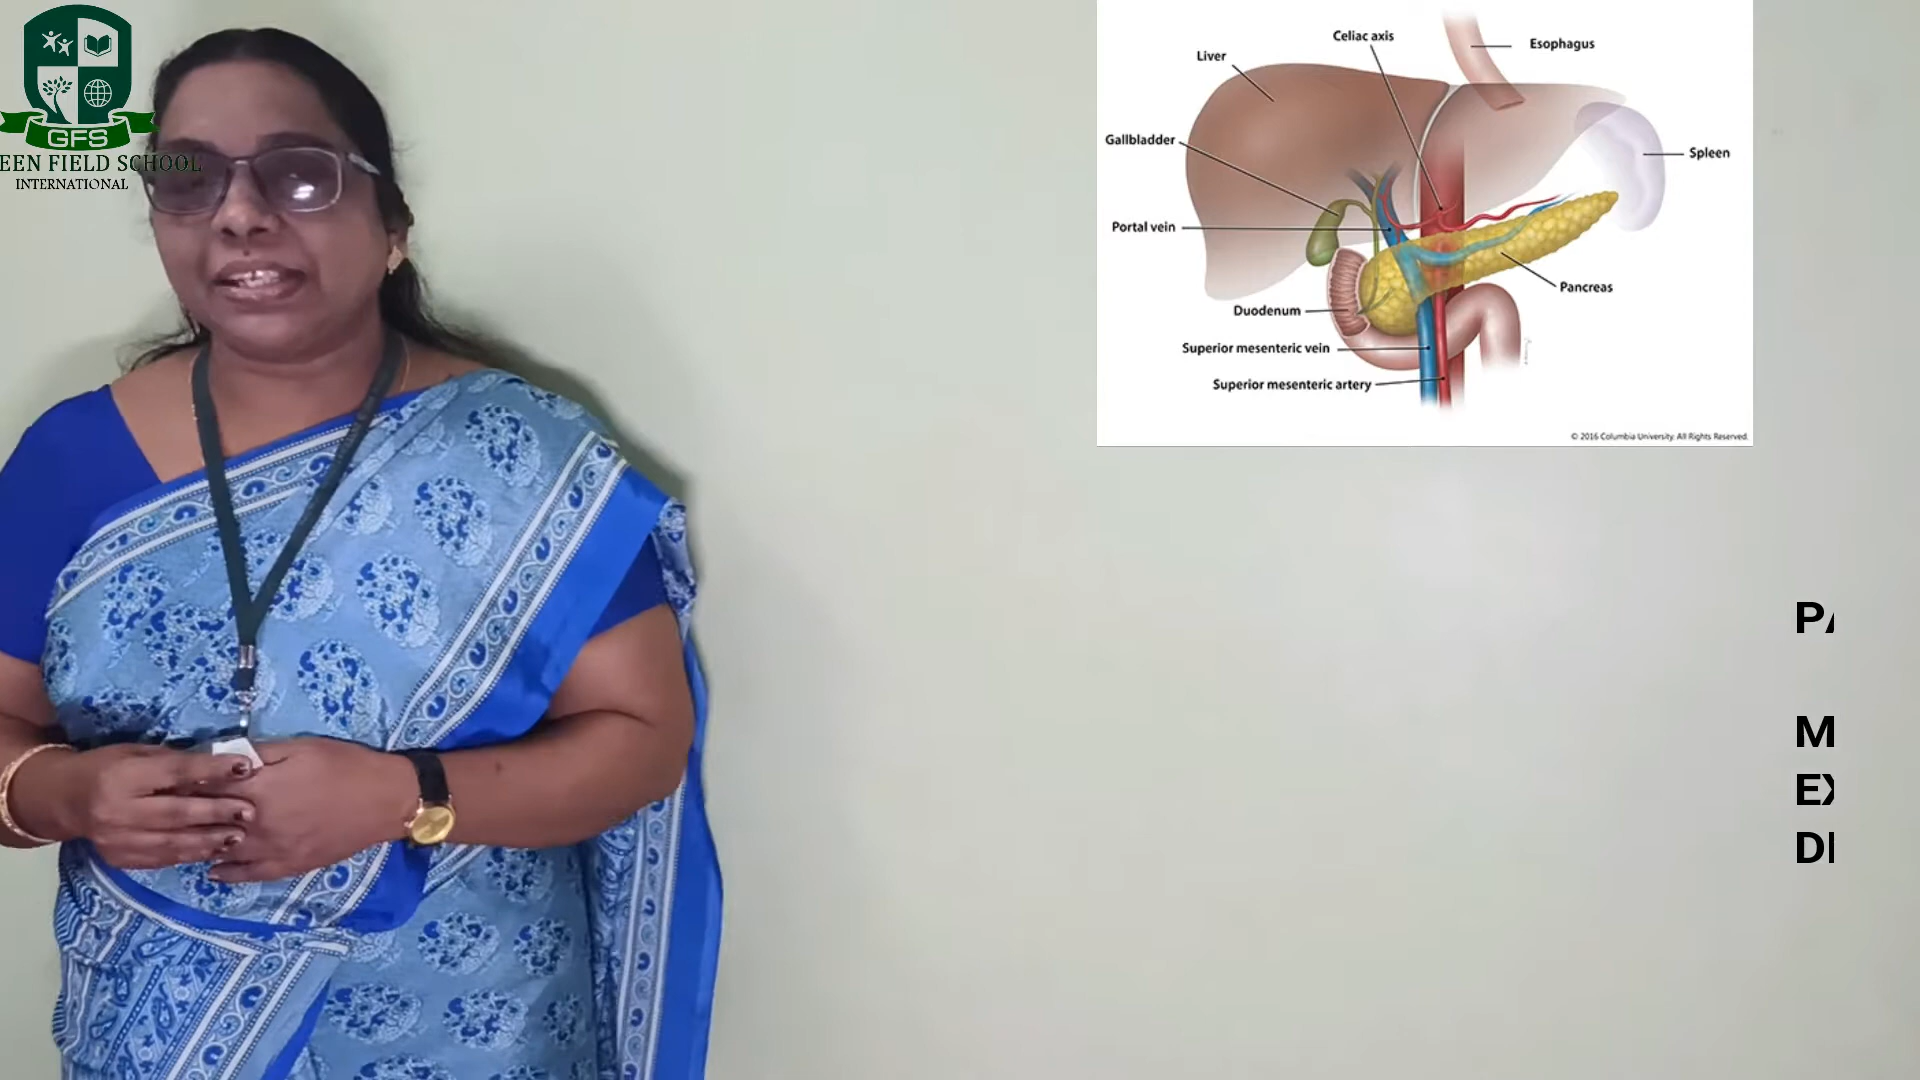 GFS
EEN FIELD SCHOOL
INTERNATIONAL
Celiac axis
Esophagus
Liver
Gallbladder
Spleen
Portal vein
Pancreas
Duodenum
Superior mesenteric vein
Superior mesenteric artery
© 2016 Columbia University. All Rights Reserved.
P
M
E
D